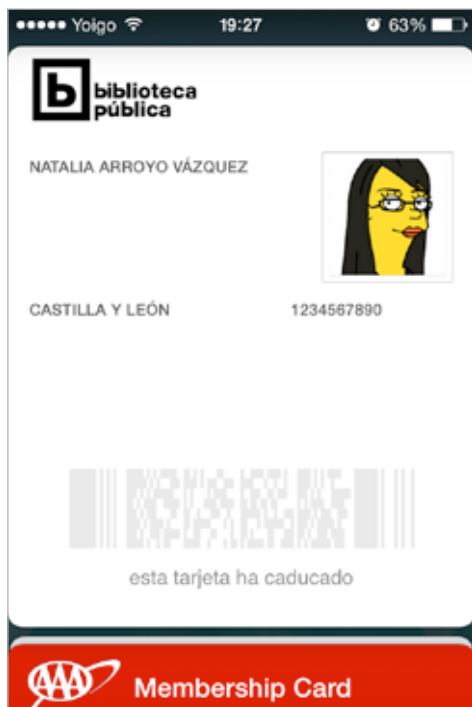 Yoigo 19:27 63%
b biblioteca
pública
NATALIA ARROYO VÁZQUEZ
CASTILLA Y LEÓN 1234567890
esta tarjeta ha caducado
AAA Membership Card